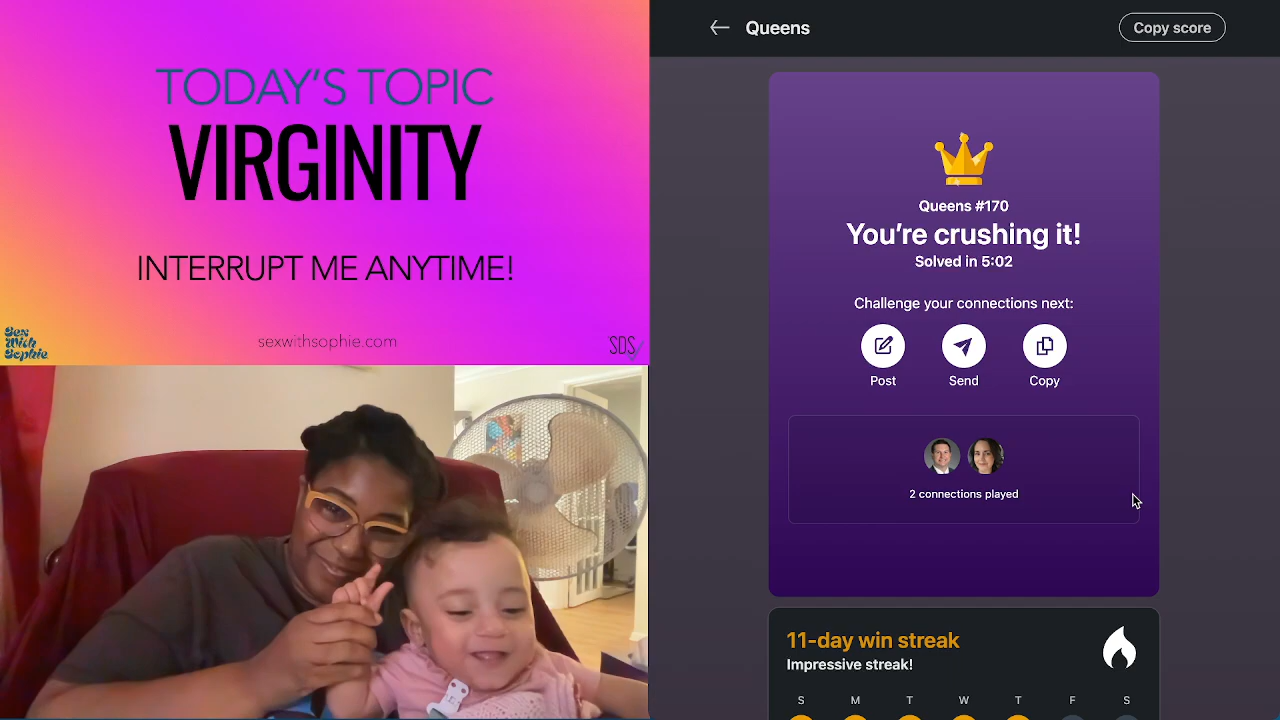 TODAY'S TOPIC
VIRGINITY
INTERRUPT ME ANYTIME!
Sex
With
Sophie
sexwithsophie.com
SDS
Queens
Copy score
Queens #170
You're crushing it!
Solved in 5:02
Challenge your connections next:
Post
Send
Copy
2 connections played
11-day win streak
Impressive streak!
S M T W T F S